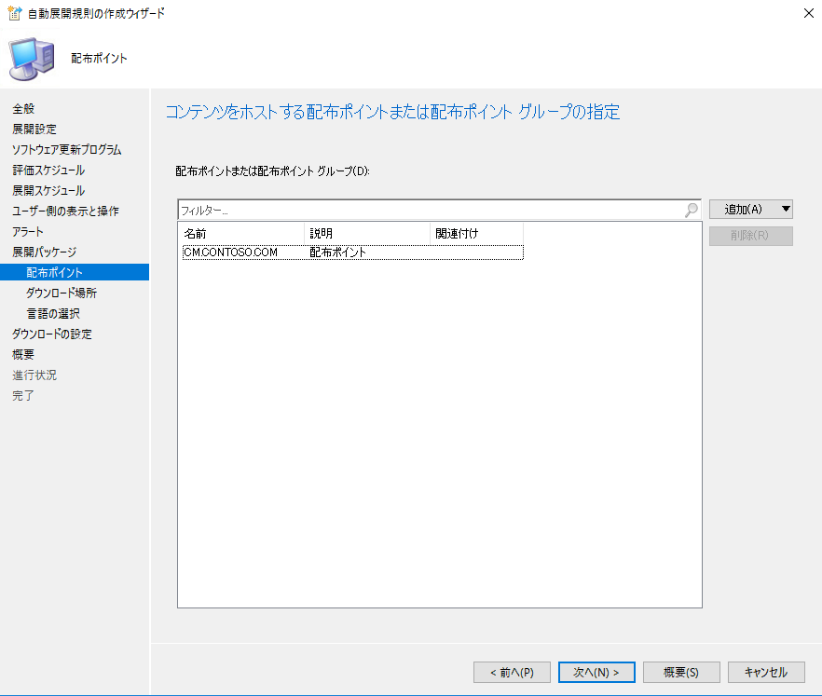 自動展開規則の作成ウィザード
配布ポイント
全般
展開設定
ソフトウェア更新プログラム
評価スケジュール
展開スケジュール
ユーザー側の表示と操作
アラート
展開パッケージ
配布ポイント
ダウンロード場所
言語の選択
ダウンロードの設定
概要
進行状況
完了
コンテンツをホストする配布ポイントまたは配布ポイント グループの指定
配布ポイントまたは配布ポイント グループ(D):
フィルター...
追加(A)
削除(R)
名前 説明 関連付け
CM.CONTOSO.COM 配布ポイント
< 前へ(P) 次へ(N) > 概要(S) キャンセル